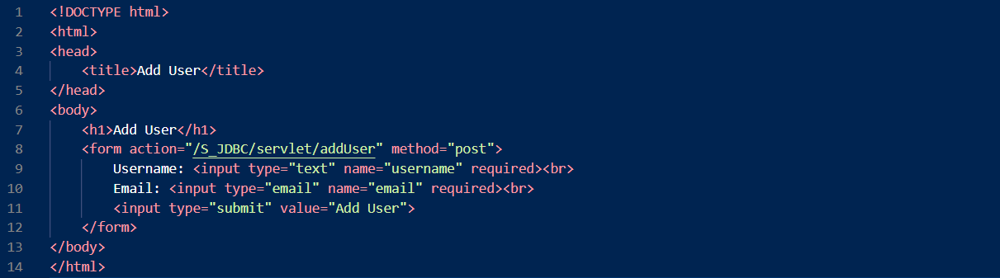 1 <!DOCTYPE html>
2 <html>
3 <head>
4     <title>Add User</title>
5 </head>
6 <body>
7     <h1>Add User</h1>
8     <form action="/S_JDBC/servlet/addUser" method="post">
9         Username: <input type="text" name="username" required><br>
10         Email: <input type="email" name="email" required><br>
11         <input type="submit" value="Add User">
12     </form>
13 </body>
14 </html>